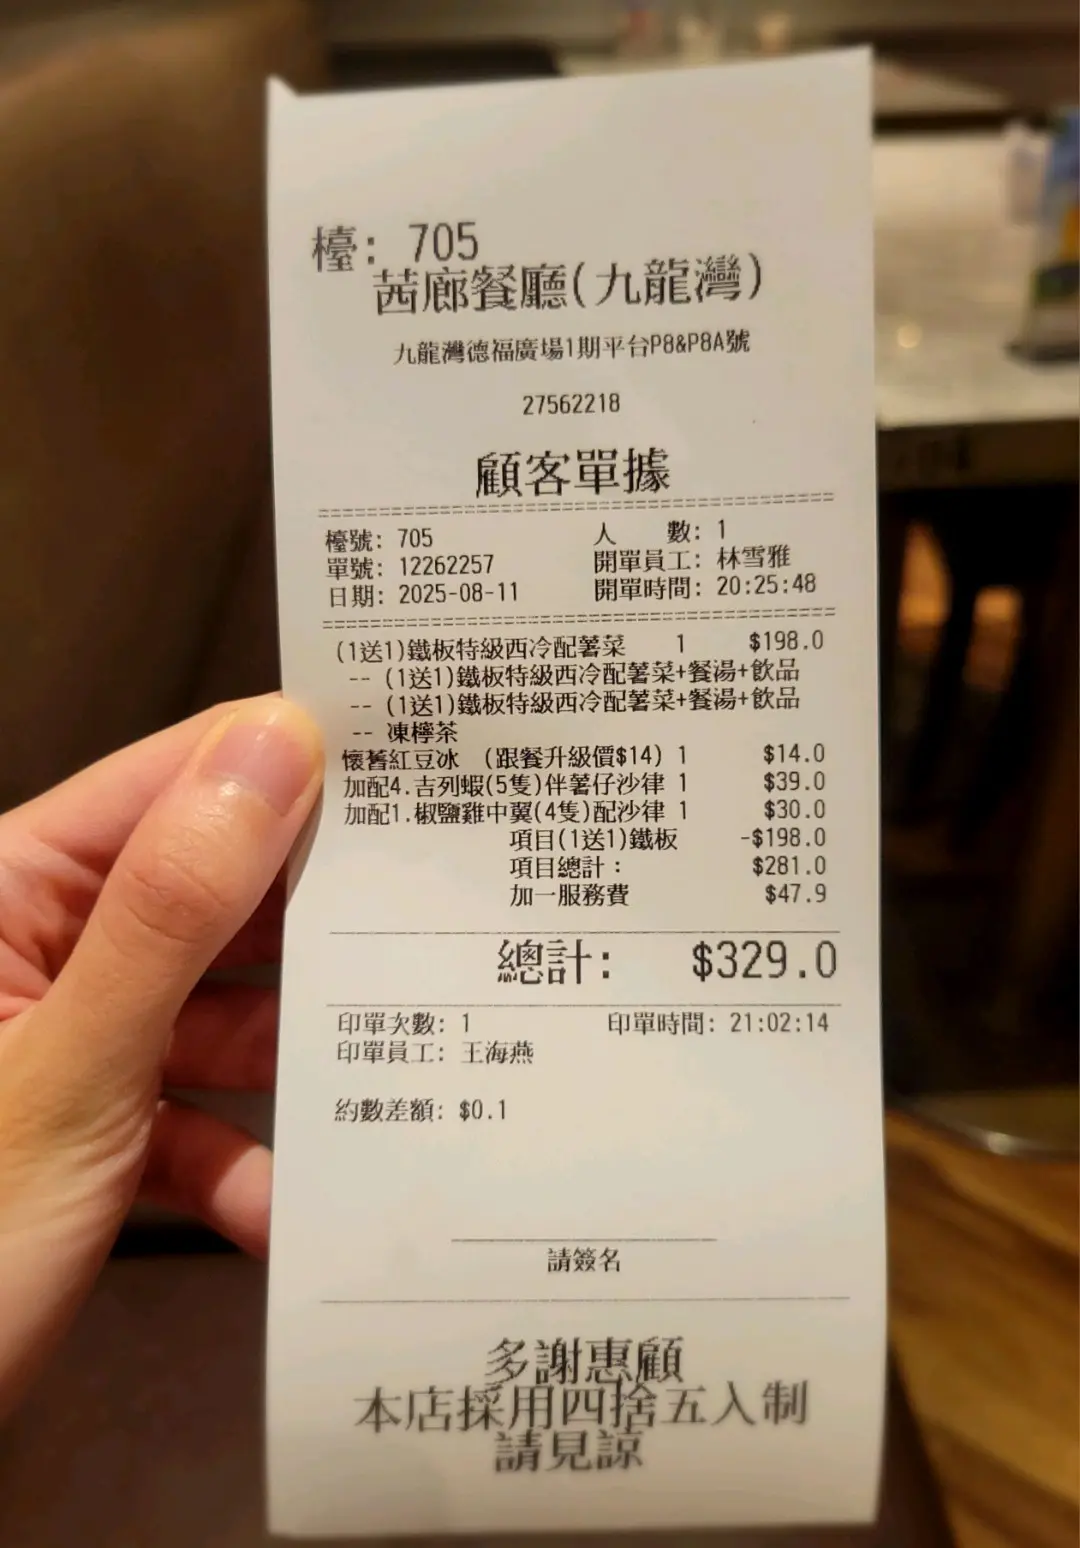 檯: 705
茜廊餐廳(九龍灣)
九龍灣德福廣場1期平台P8&P8A號
27562218
顧客單據
檯號: 705 人 數: 1
單號: 12262257 開單員工: 林雪雅
日期: 2025-08-11 開單時間: 20:25:48
(1送1)鐵板特級西冷配薯菜 1 $198.0
-- (1送1)鐵板特級西冷配薯菜+餐湯+飲品
-- (1送1)鐵板特級西冷配薯菜+餐湯+飲品
-- 凍檸茶
懷舊紅豆冰 (跟餐升級價$14) 1 $14.0
加配4.吉列蝦(5隻)伴薯仔沙律 1 $39.0
加配1.椒鹽雞中翼(4隻)配沙律 1 $30.0
項目(1送1)鐵板 -$198.0
項目總計: $281.0
加一服務費 $47.9
總計: $329.0
印單次數: 1 印單時間: 21:02:14
印單員工: 王海燕
約數差額: $0.1
請簽名
多謝惠顧
本店採用四捨五入制
請見諒